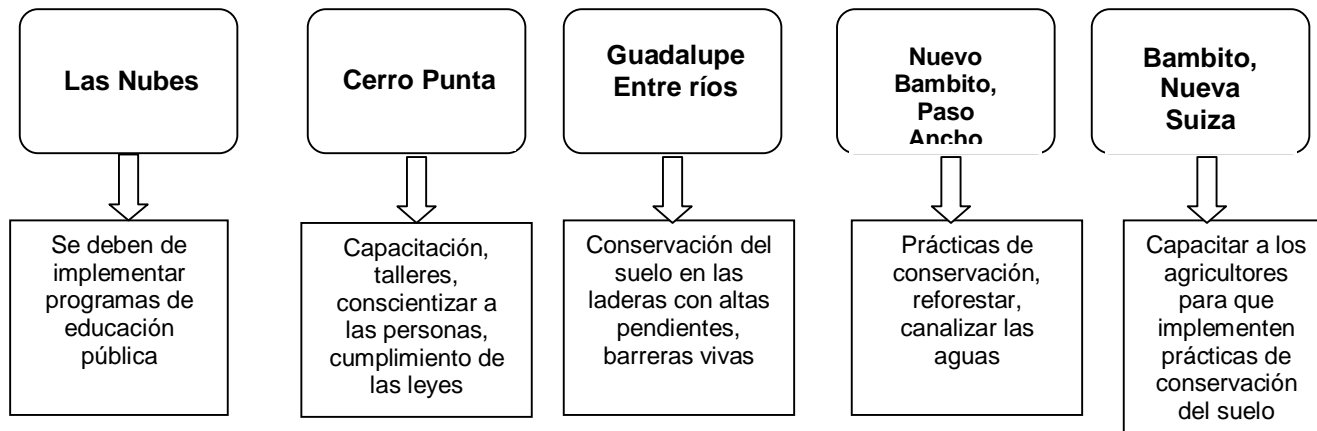 Las Nubes
Cerro Punta
Guadalupe
Entre ríos
Nuevo
Bambito,
Paso
Ancho
Bambito,
Nueva
Suiza
Se deben de
implementar
programas de
educación
pública
Capacitación,
talleres,
conscientizar a
las personas,
cumplimiento de
las leyes
Conservación del
suelo en las
laderas con altas
pendientes,
barreras vivas
Prácticas de
conservación,
reforestar,
canalizar las
aguas
Capacitar a los
agricultores
para que
implementen
prácticas de
conservación
del suelo